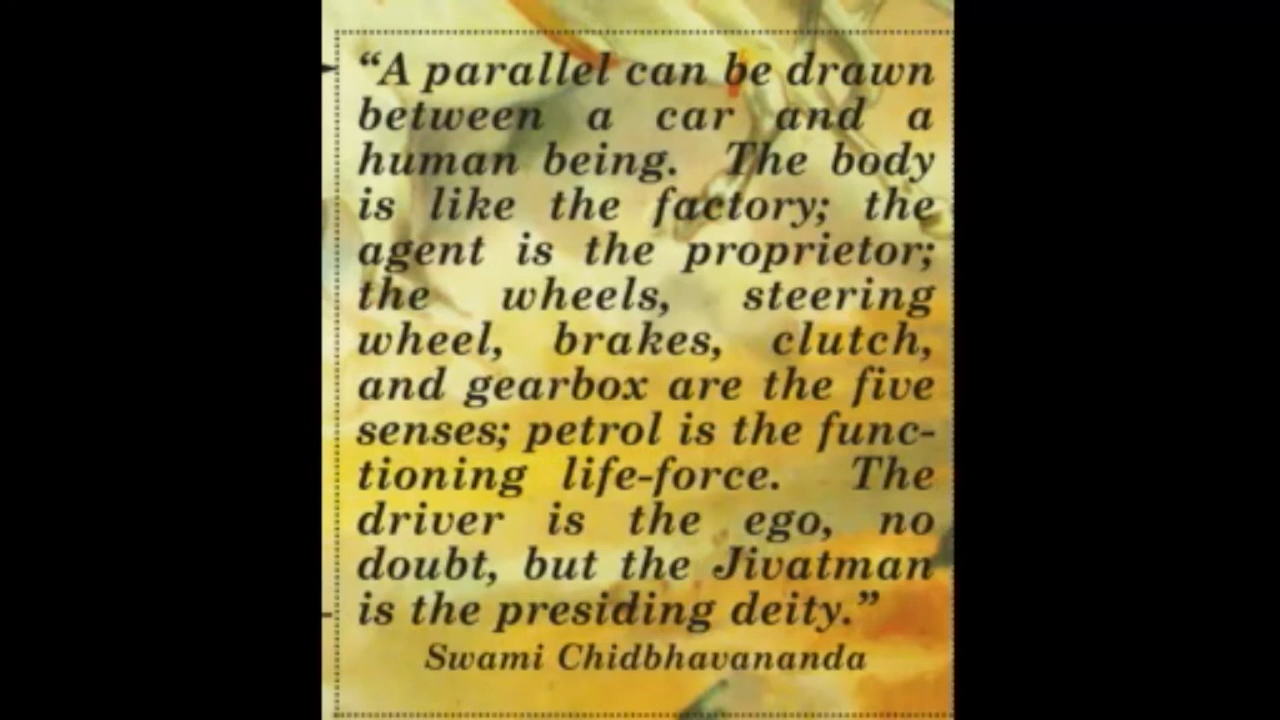 “A parallel can be drawn
between a car and a
human being. The body
is like the factory; the
agent is the proprietor;
the wheels, steering
wheel, brakes, clutch,
and gearbox are the five
senses; petrol is the func-
tioning life-force. The
driver is the ego, no
doubt, but the Jivatman
is the presiding deity.”
Swami Chidbhavananda